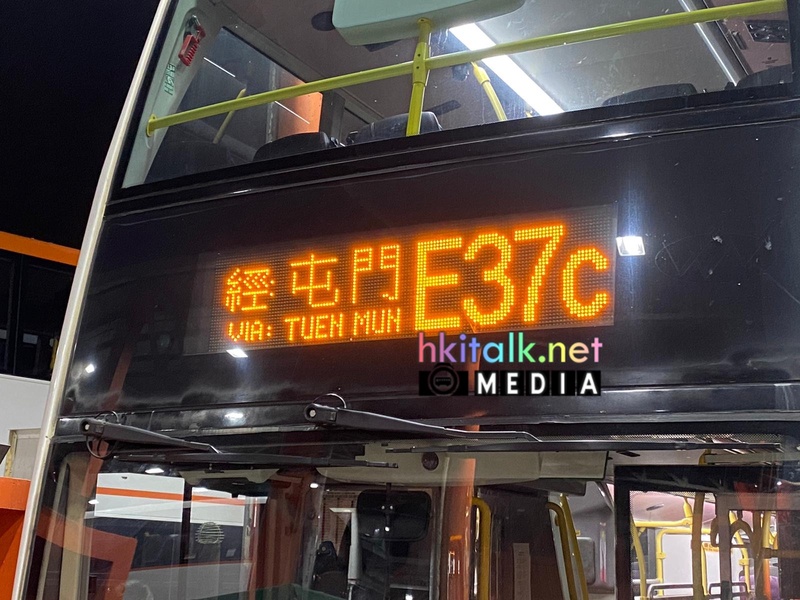 經屯門 E37C
VIA: TUEN MUN
hkitalk.net
MEDIA